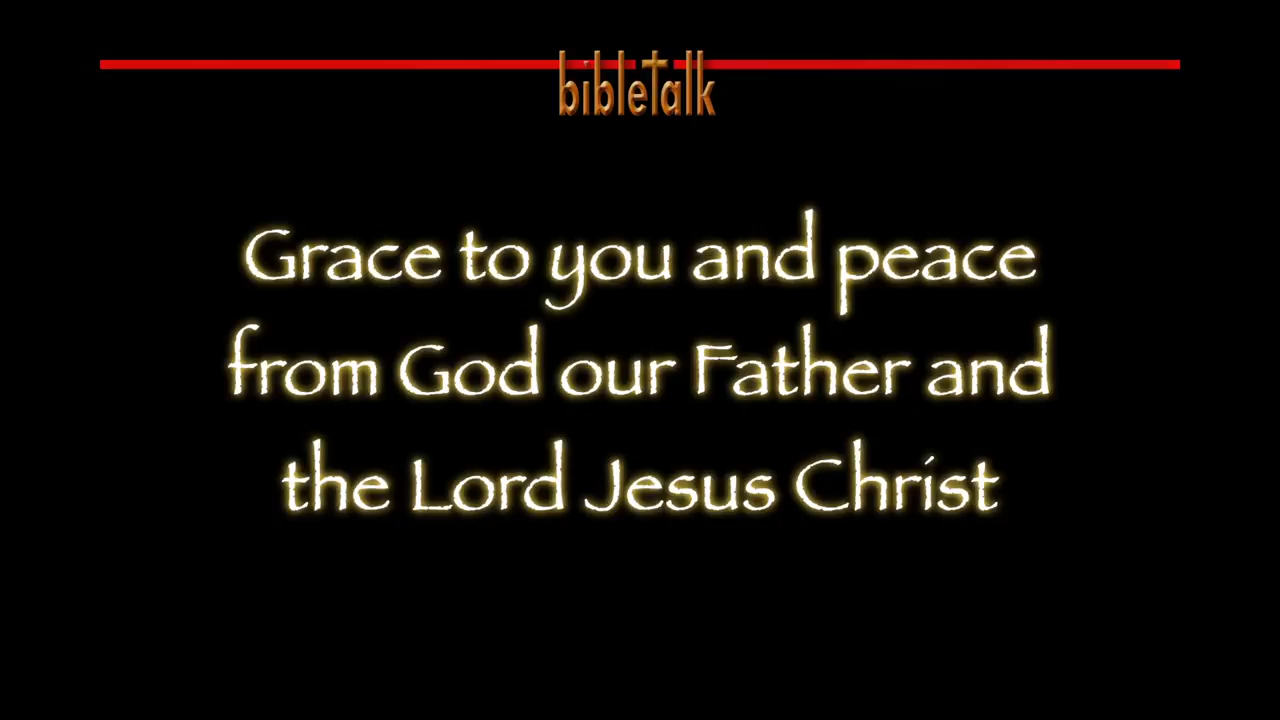 bibleTalk
Grace to you and peace
from God our Father and
the Lord Jesus Christ